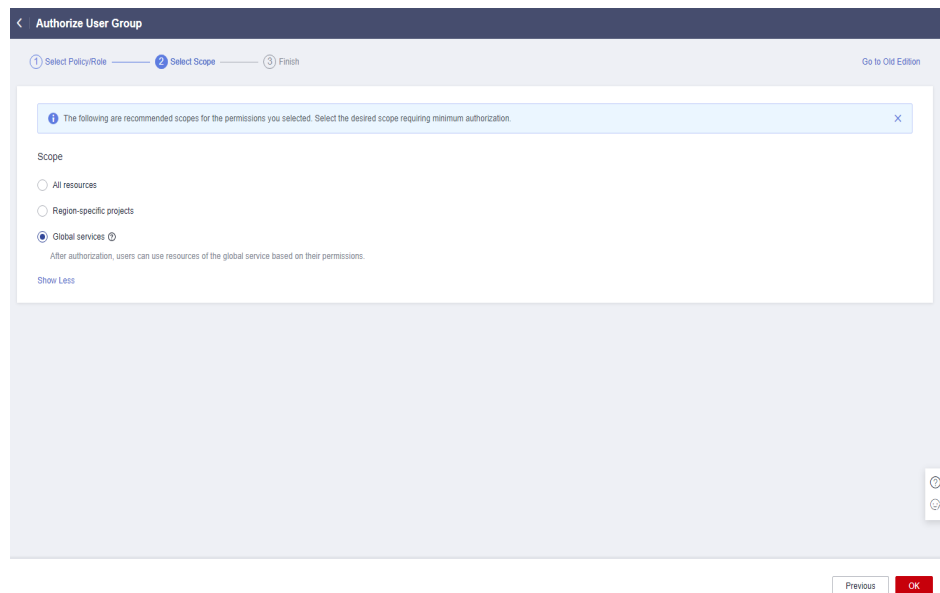 Authorize User Group
1 Select Policy/Role 2 Select Scope 3 Finish Go to Old Edition
The following are recommended scopes for the permissions you selected. Select the desired scope requiring minimum authorization.
Scope
All resources
Region-specific projects
Global services
After authorization, users can use resources of the global service based on their permissions.
Show Less
Previous OK